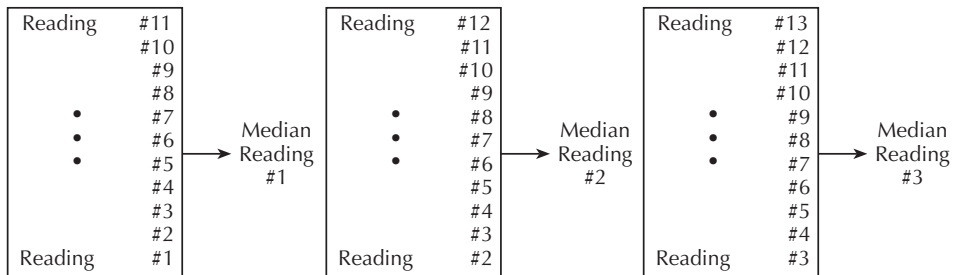 Reading #11
#10
#9
#8
#7
#6
#5
#4
#3
#2
Reading #1
Median
Reading
#1
Reading #12
#11
#10
#9
#8
#7
#6
#5
#4
#3
Reading #2
Median
Reading
#2
Reading #13
#12
#11
#10
#9
#8
#7
#6
#5
#4
Reading #3
Median
Reading
#3